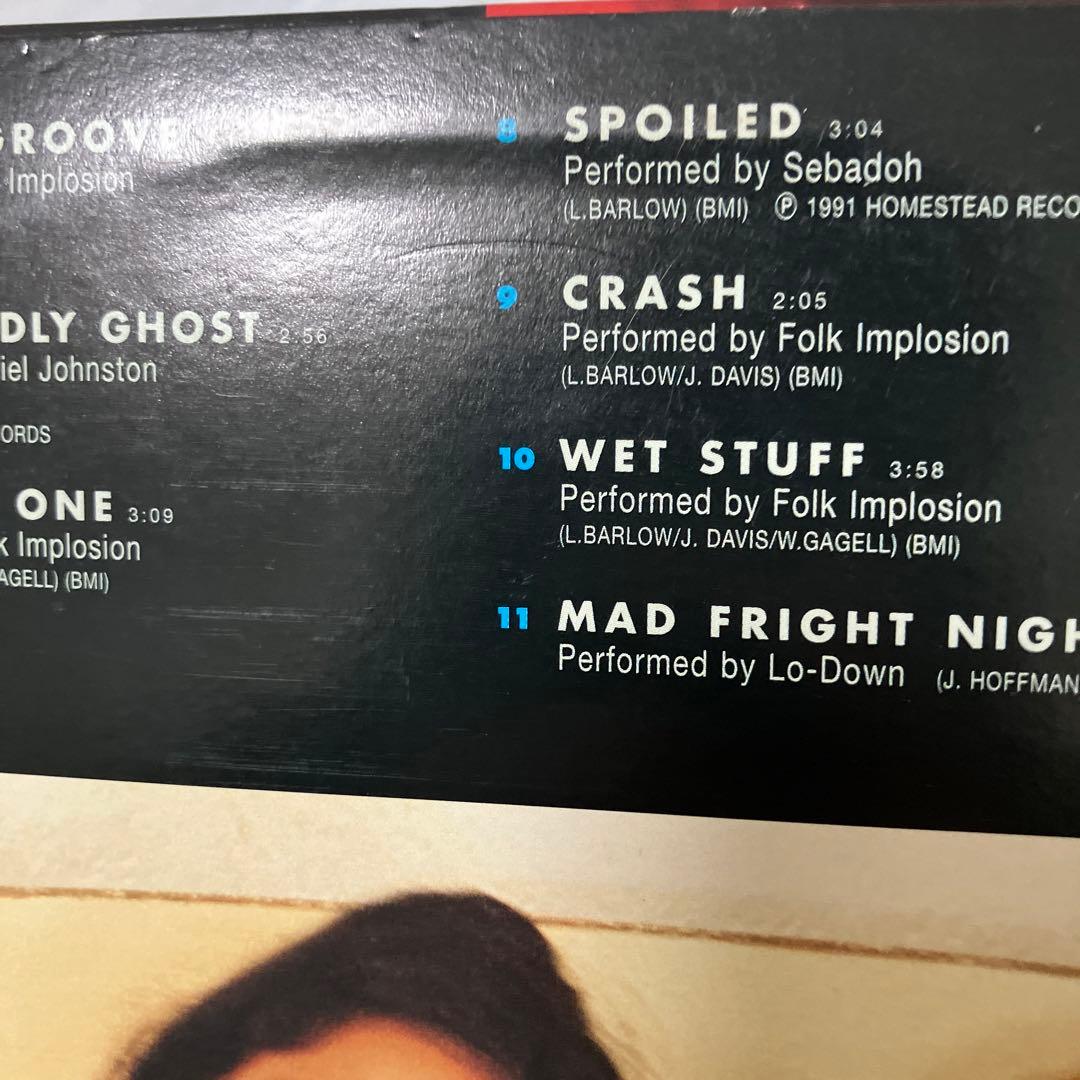 GROOVE
Implosion
DLY GHOST 2:56
iel Johnston
ORDS
ONE 3:09
k Implosion
AGELL) (BMI)
8 SPOILED 3:04
Performed by Sebadoh
(L.BARLOW) (BMI) ℗ 1991 HOMESTEAD RECO
9 CRASH 2:05
Performed by Folk Implosion
(L.BARLOW/J. DAVIS) (BMI)
10 WET STUFF 3:58
Performed by Folk Implosion
(L.BARLOW/J. DAVIS/W.GAGELL) (BMI)
11 MAD FRIGHT NIGH
Performed by Lo-Down (J. HOFFMAN